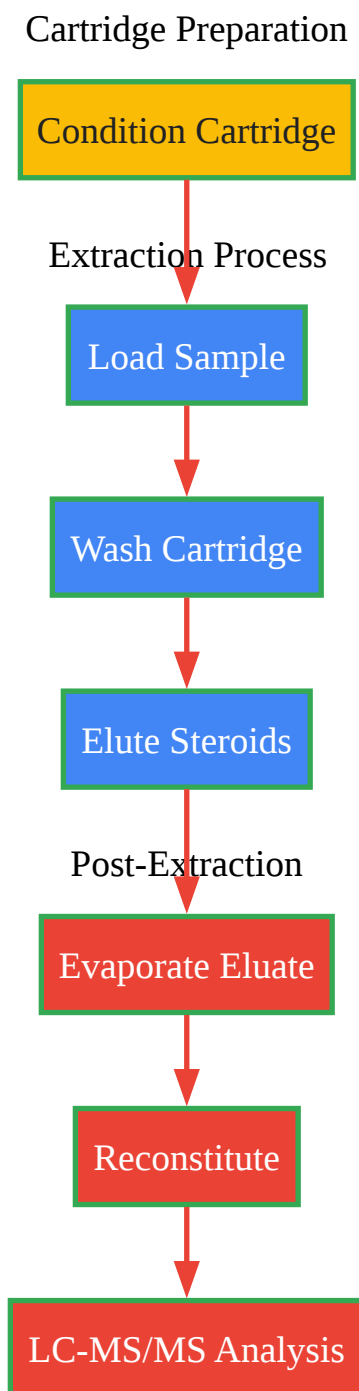 Cartridge Preparation
Condition Cartridge
Extraction Process
Load Sample
Wash Cartridge
Elute Steroids
Post-Extraction
Evaporate Eluate
Reconstitute
LC-MS/MS Analysis